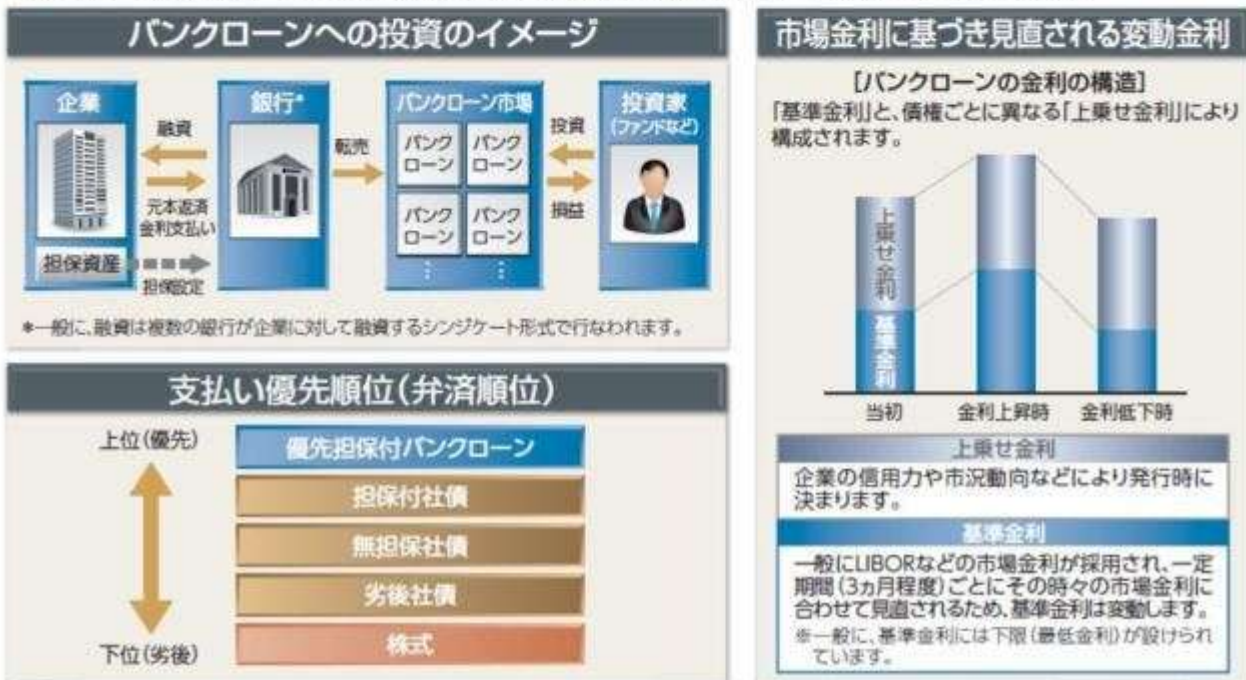 バンクローンへの投資のイメージ
企業
銀行*
バンクローン市場
投資家
(ファンドなど)
融資
元本返済
金利支払い
転売
バンク
ローン
バンク
ローン
バンク
ローン
バンク
ローン
投資
損益
担保資産
担保設定
*一般に、融資は複数の銀行が企業に対して融資するシンジケート形式で行なわれます。
支払い優先順位(弁済順位)
上位(優先)
下位(劣後)
優先担保付バンクローン
担保付社債
無担保社債
劣後社債
株式
市場金利に基づき見直される変動金利
[バンクローンの金利の構造]
「基準金利」と、債権ごとに異なる「上乗せ金利」により
構成されます。
上乗せ金利
基準金利
当初
金利上昇時
金利低下時
上乗せ金利
企業の信用力や市況動向などにより発行時に
決まります。
基準金利
一般にLIBORなどの市場金利が採用され、一定
期間(3ヵ月程度)ごとにその時々の市場金利に
合わせて見直されるため、基準金利は変動します。
※一般に、基準金利には下限(最低金利)が設けられ
ています。